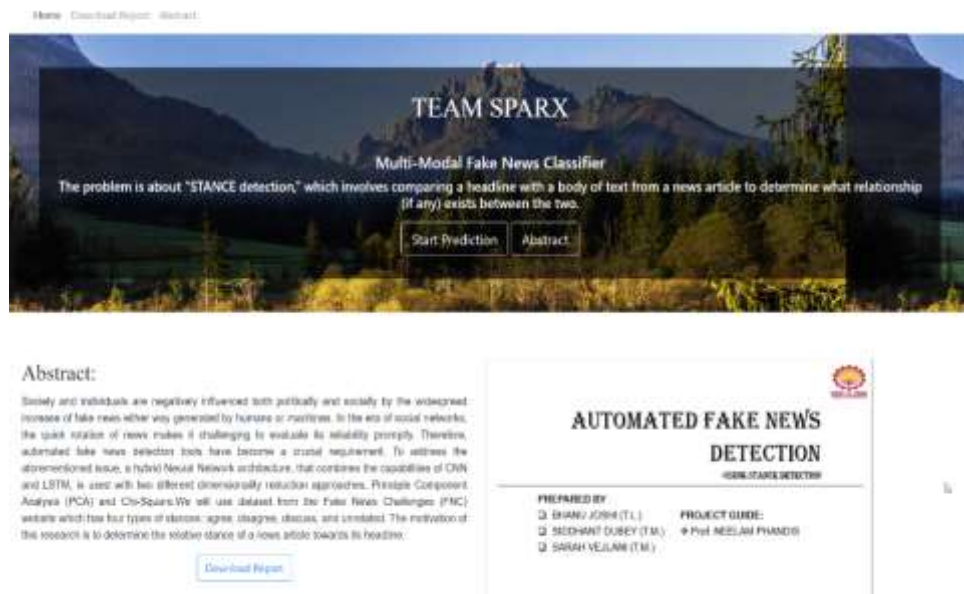 Home Download Report Abstract
TEAM SPARX
Multi-Modal Fake News Classifier
The problem is about "STANCE detection," which involves comparing a headline with a body of text from a news article to determine what relationship
(if any) exists between the two.
Start Prediction Abstract
Abstract:
Society and individuals are negatively influenced both politically and socially by the widespread
increase of fake news either way generated by humans or machines. In the era of social networks,
the quick rotation of news makes it challenging to evaluate its reliability promptly. Therefore,
automated fake news detection tools have become a crucial requirement. To address the
aforementioned issue, a hybrid Neural Network architecture, that combines the capabilities of CNN
and LSTM, is used with two different dimensionality reduction approaches, Principle Component
Analysis (PCA) and Chi-Square.We will use dataset from the Fake News Challenges (FNC)
website which has four types of stances: agree, disagree, discuss, and unrelated. The motivation of
this research is to determine the relative stance of a news article towards its headline.
Download Report
AUTOMATED FAKE NEWS
DETECTION
-USING STANCE DETECTION
PREPARED BY
BHANU JOSHI (T.L.)
SIDDHANT DUBEY (T.M.)
SARAH VEJLANI (T.M.)
PROJECT GUIDE:
Prof. NEELAM PHANDIS